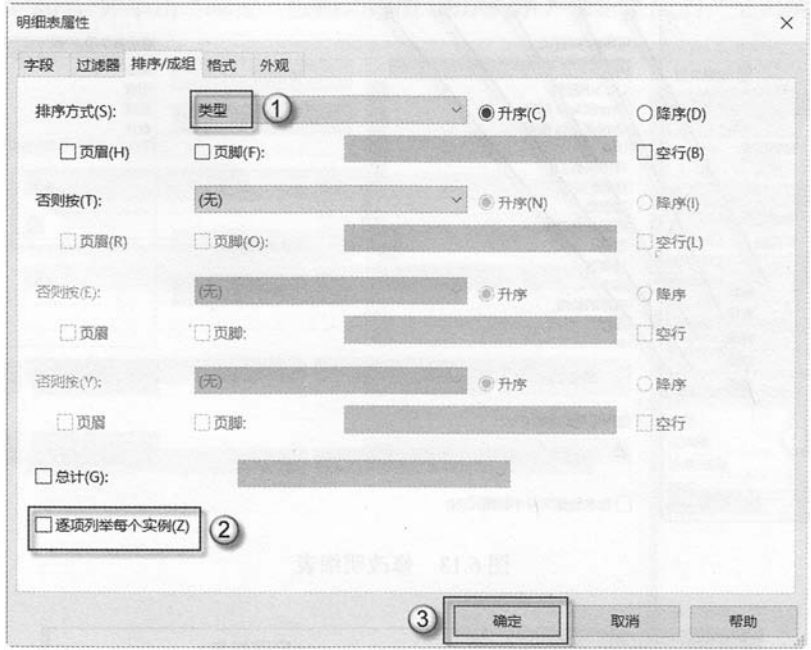 明细表属性
字段 过滤器 排序/成组 格式 外观
排序方式(S): 类型 ① 升序(C) 降序(D)
页眉(H) 页脚(F): 空行(B)
否则按(T): (无) 升序(N) 降序(I)
页眉(R) 页脚(O): 空行(L)
否则按(E): (无) 升序 降序
页眉 页脚: 空行
否则按(Y): (无) 升序 降序
页眉 页脚: 空行
总计(G):
逐项列举每个实例(Z) ②
图 6.13 修改明细表
③ 确定 取消 帮助